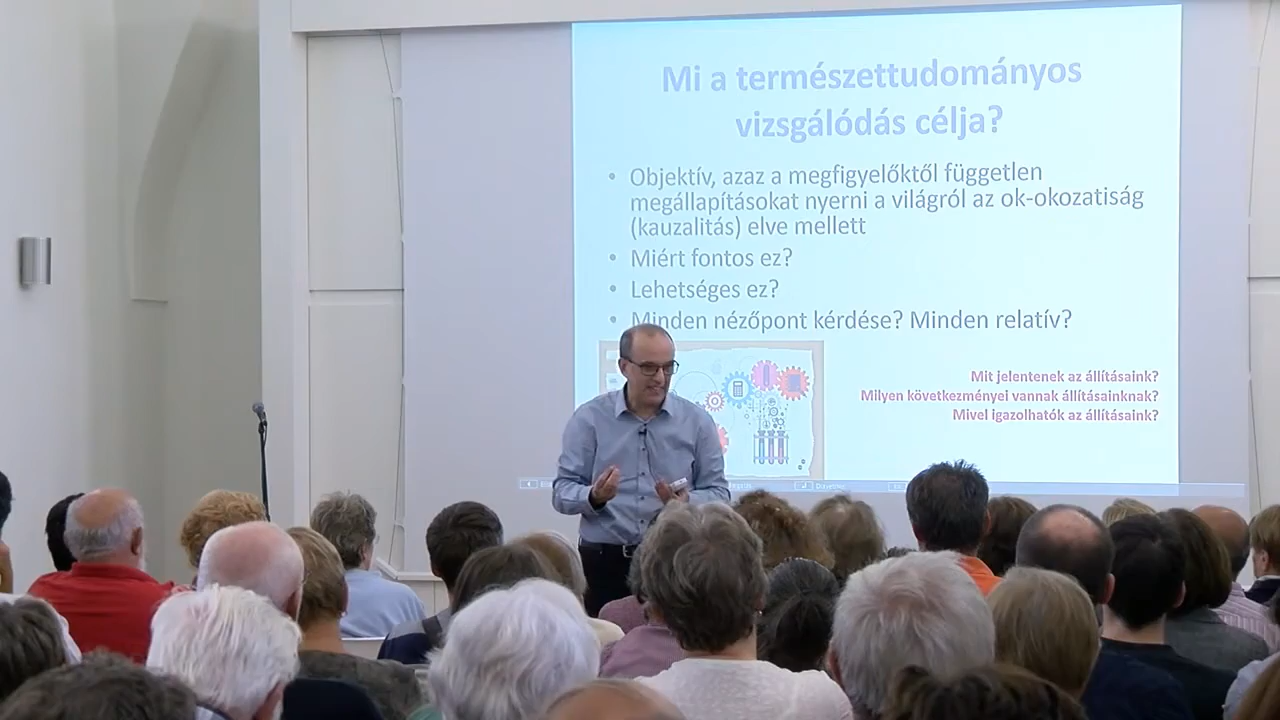 Mi a természettudományos
vizsgálódás célja?
• Objektív, azaz a megfigyelőktől független
megállapításokat nyerni a világról az ok-okozatiság
(kauzalitás) elve mellett
• Miért fontos ez?
• Lehetséges ez?
• Minden nézőpont kérdése? Minden relatív?
Mit jelentenek az állításaink?
Milyen következményei vannak állításainknak?
Mivel igazolhatók az állításaink?